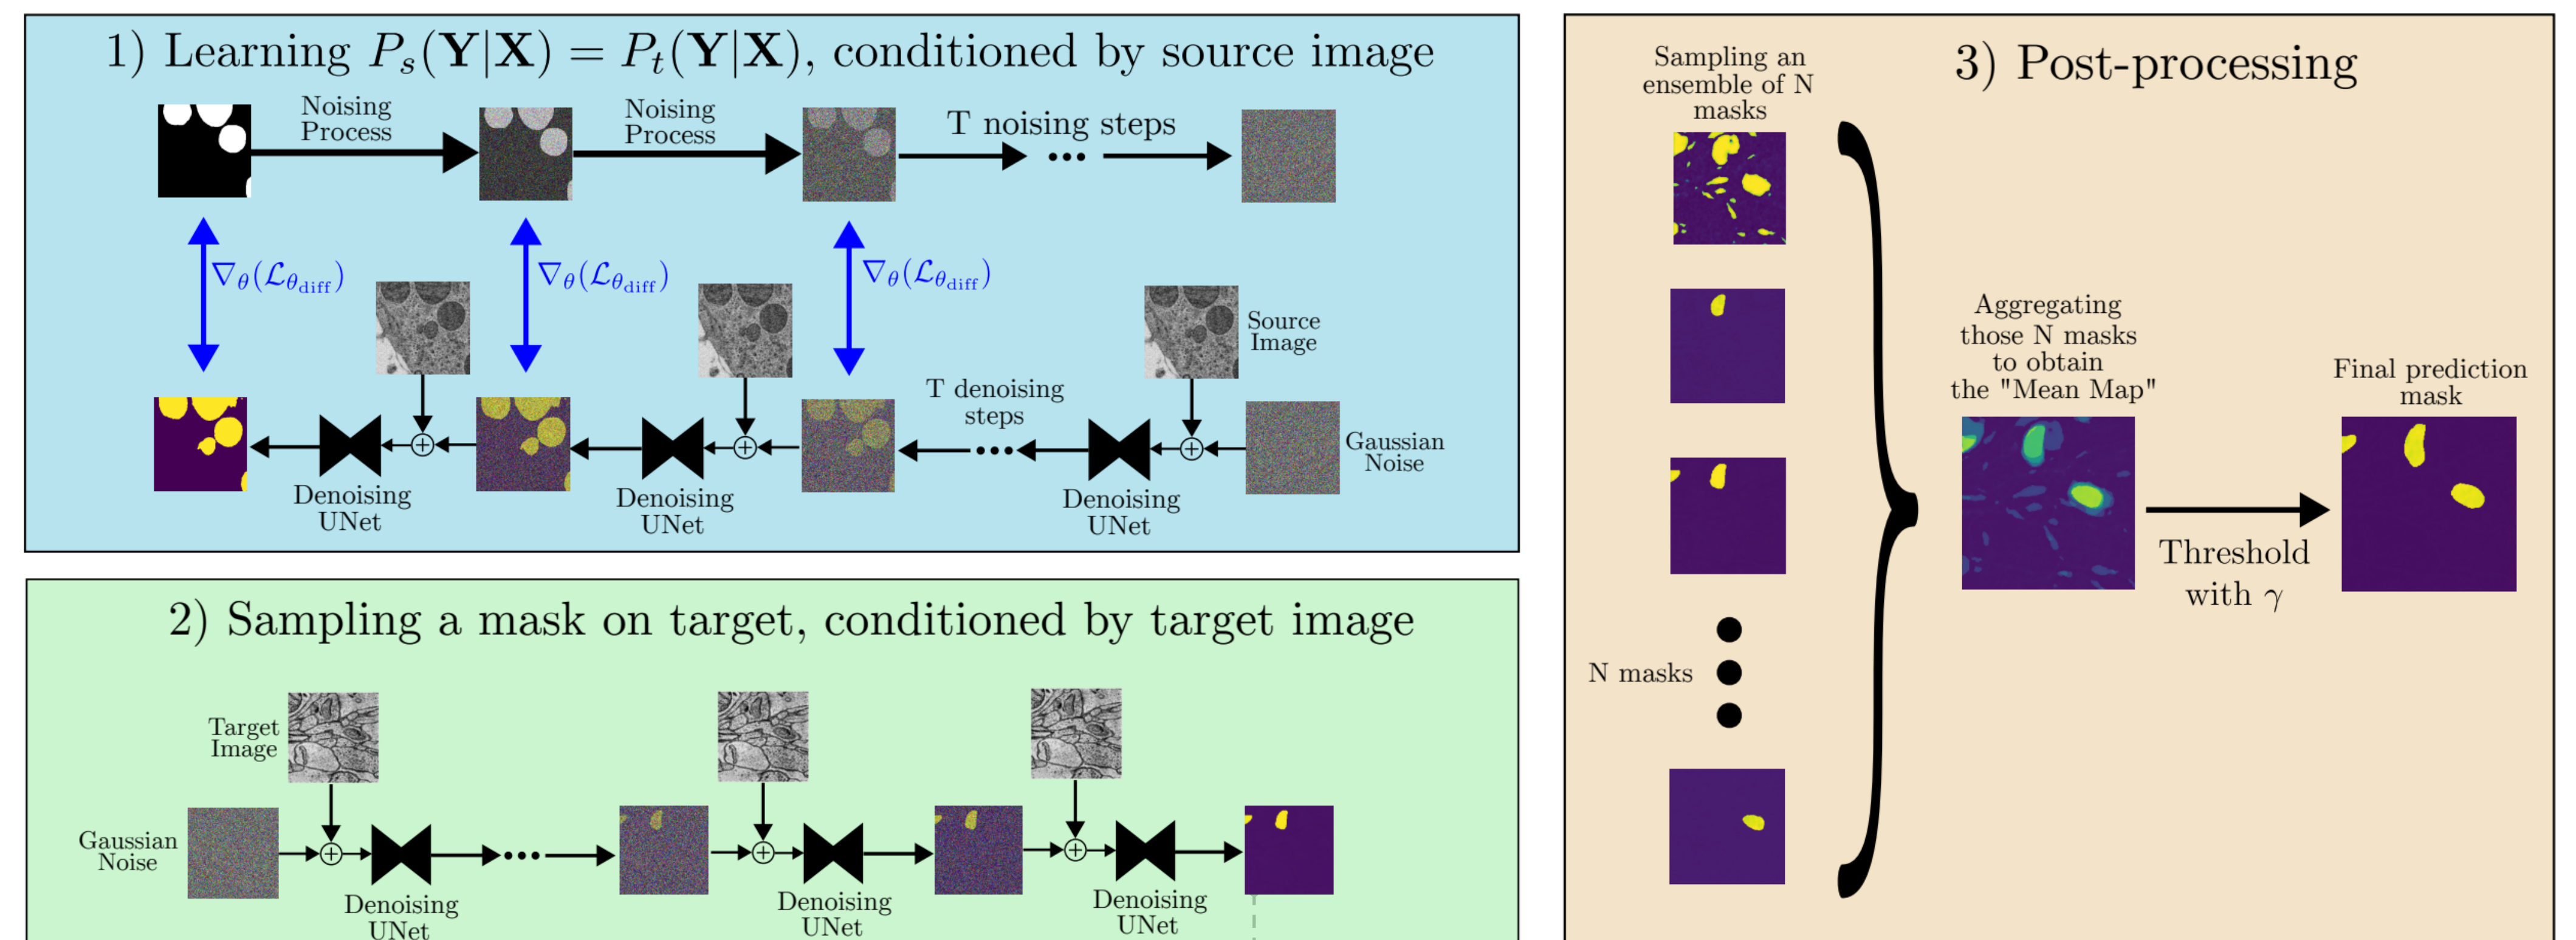 1) Learning P_s(Y|X) = P_t(Y|X), conditioned by source image
Noising
Process
Noising
Process
T noising steps
∇_θ(ℒ_θ_diff)
∇_θ(ℒ_θ_diff)
∇_θ(ℒ_θ_diff)
Source
Image
T denoising
steps
Gaussian
Noise
Denoising
UNet
Denoising
UNet
Denoising
UNet
2) Sampling a mask on target, conditioned by target image
Target
Image
Gaussian
Noise
Denoising
UNet
Denoising
UNet
Denoising
UNet
3) Post-processing
Sampling an
ensemble of N
masks
N masks
Aggregating
those N masks
to obtain
the "Mean Map"
Threshold
with γ
Final prediction
mask